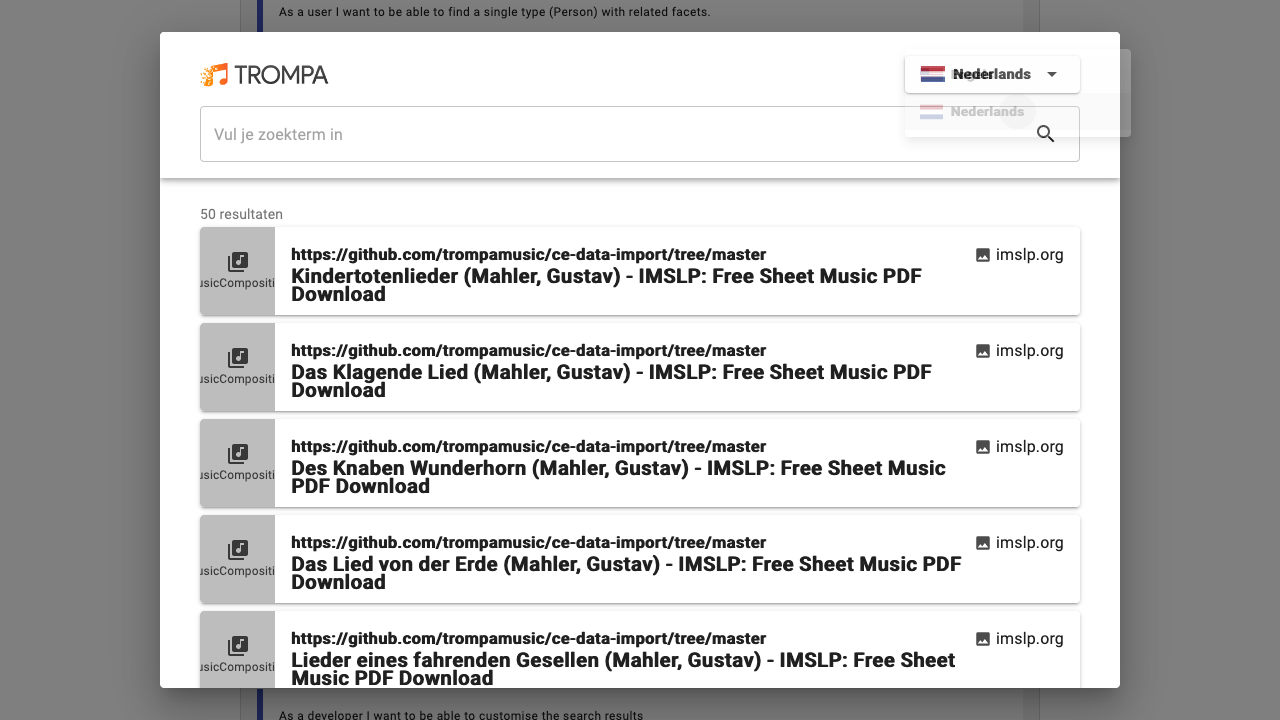 As a user I want to be able to find a single type (Person) with related facets.
TROMPA
Nederlands
Nederlands
Vul je zoekterm in
50 resultaten
https://github.com/trompamusic/ce-data-import/tree/master
imslp.org
usicCompositi
Kindertotenlieder (Mahler, Gustav) - IMSLP: Free Sheet Music PDF
Download
https://github.com/trompamusic/ce-data-import/tree/master
imslp.org
usicCompositi
Das Klagende Lied (Mahler, Gustav) - IMSLP: Free Sheet Music PDF
Download
https://github.com/trompamusic/ce-data-import/tree/master
imslp.org
usicCompositi
Des Knaben Wunderhorn (Mahler, Gustav) - IMSLP: Free Sheet Music
PDF Download
https://github.com/trompamusic/ce-data-import/tree/master
imslp.org
usicCompositi
Das Lied von der Erde (Mahler, Gustav) - IMSLP: Free Sheet Music PDF
Download
https://github.com/trompamusic/ce-data-import/tree/master
imslp.org
usicCompositi
Lieder eines fahrenden Gesellen (Mahler, Gustav) - IMSLP: Free Sheet
Music PDF Download
As a developer I want to be able to customise the search results